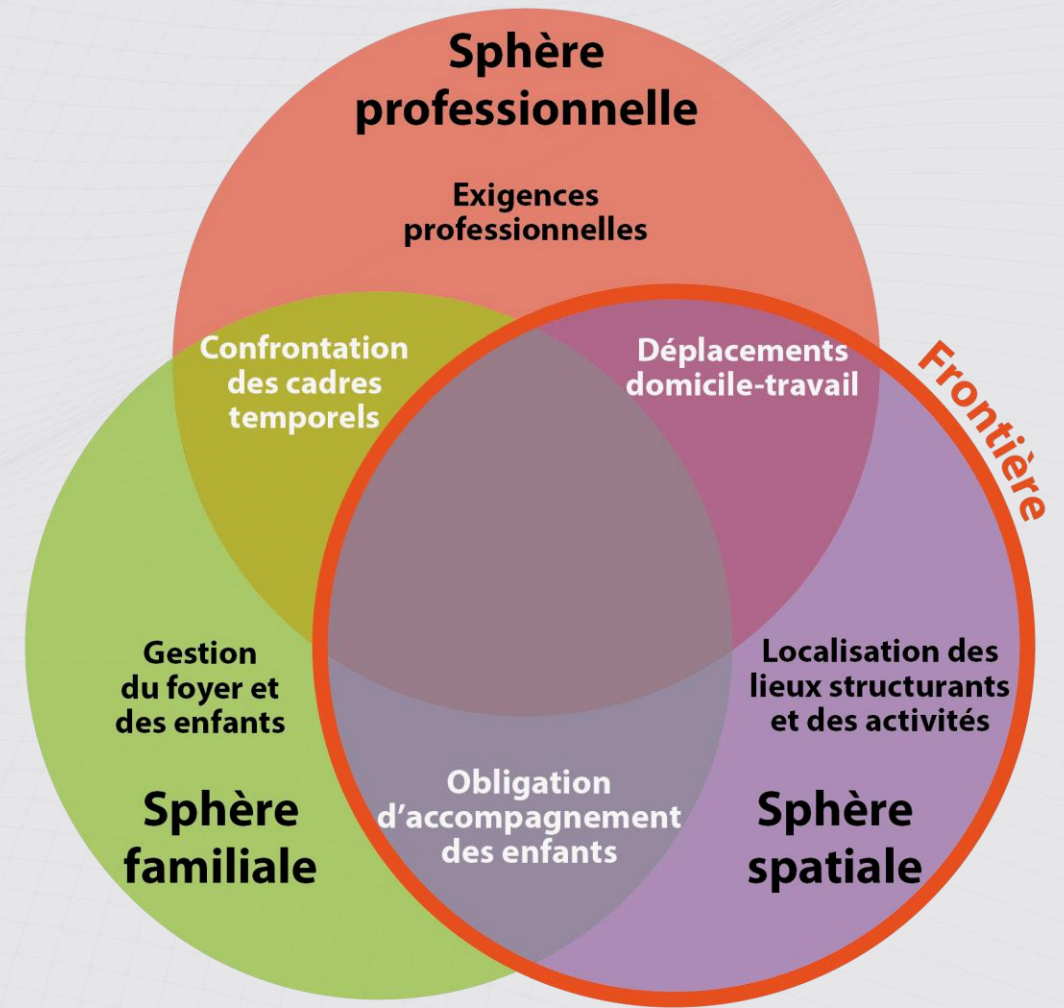 Sphère
professionnelle
Exigences
professionnelles
Confrontation
des cadres
temporels
Déplacements
domicile-travail
Frontière
Gestion
du foyer et
des enfants
Localisation des
lieux structurants
et des activités
Obligation
d'accompagnement
des enfants
Sphère
familiale
Sphère
spatiale